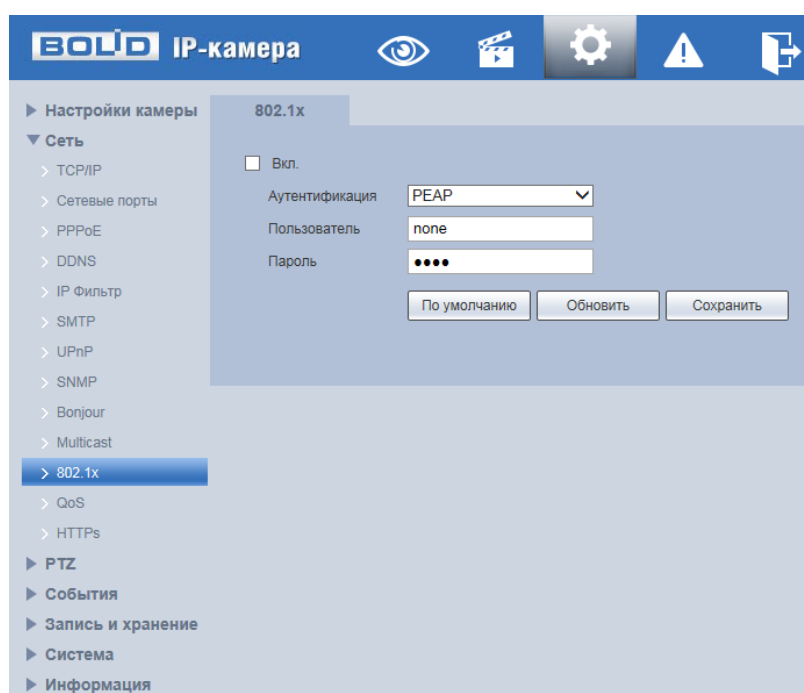 BOLID IP-камера
Настройки камеры
Сеть
TCP/IP
Сетевые порты
PPPoE
DDNS
IP Фильтр
SMTP
UPnP
SNMP
Bonjour
Multicast
802.1x
QoS
HTTPs
PTZ
События
Запись и хранение
Система
Информация
802.1x
Вкл.
Аутентификация PEAP
Пользователь none
Пароль ●●●●
По умолчанию Обновить Сохранить